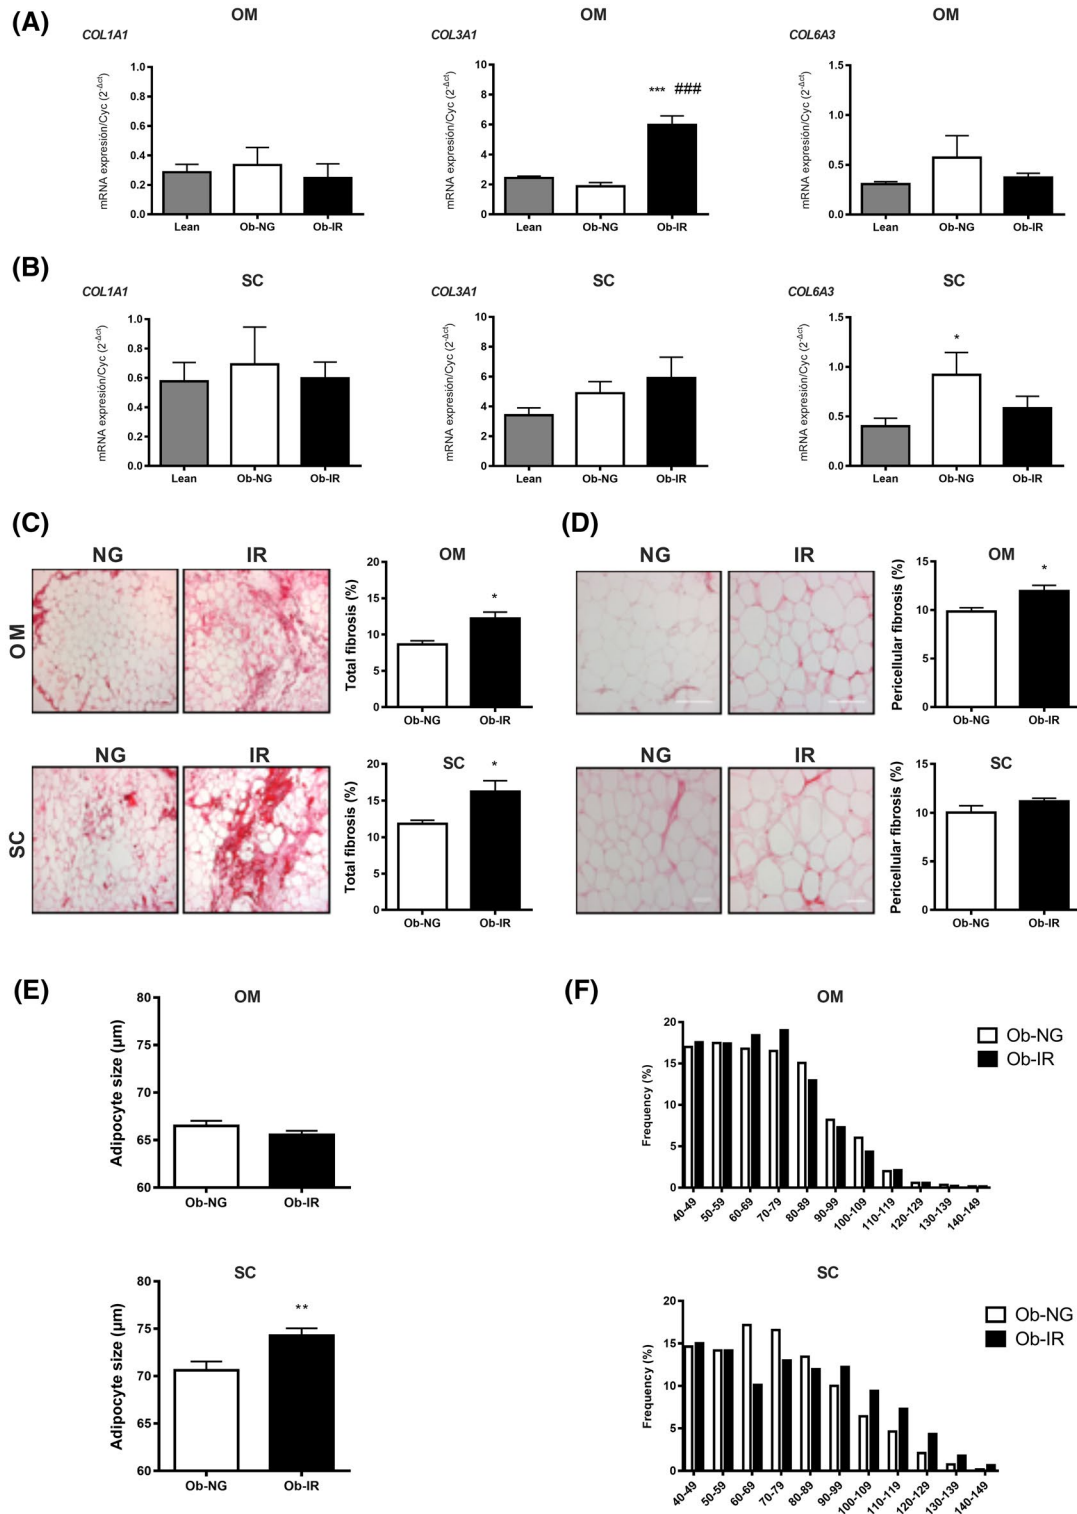 (A)
OM
OM
OM
COL1A1
COL3A1
COL6A3
mRNA expresión/Cyc (2-Δct)
1.0
0.8
0.6
0.4
0.2
0.0
Lean
Ob-NG
Ob-IR
mRNA expresión/Cyc (2-Δct)
10
8
6
4
2
0
*** ###
Lean
Ob-NG
Ob-IR
mRNA expresión/Cyc (2-Δct)
1.5
1.0
0.5
0.0
Lean
Ob-NG
Ob-IR
(B)
SC
SC
SC
COL1A1
COL3A1
COL6A3
mRNA expresión/Cyc (2-Δct)
1.0
0.8
0.6
0.4
0.2
0.0
Lean
Ob-NG
Ob-IR
mRNA expresión/Cyc (2-Δct)
10
8
6
4
2
0
Lean
Ob-NG
Ob-IR
mRNA expresión/Cyc (2-Δct)
1.5
1.0
0.5
0.0
*
Lean
Ob-NG
Ob-IR
(C)
NG
IR
OM
OM
Total fibrosis (%)
20
15
10
5
0
*
Ob-NG
Ob-IR
NG
IR
SC
SC
Total fibrosis (%)
20
15
10
5
0
*
Ob-NG
Ob-IR
(D)
NG
IR
OM
Pericellular fibrosis (%)
15
10
5
0
*
Ob-NG
Ob-IR
NG
IR
SC
Pericellular fibrosis (%)
15
10
5
0
Ob-NG
Ob-IR
(E)
OM
Adipocyte size (µm)
80
75
70
65
60
Ob-NG
Ob-IR
SC
Adipocyte size (µm)
80
75
70
65
60
**
Ob-NG
Ob-IR
(F)
OM
Frequency (%)
20
15
10
5
0
Ob-NG
Ob-IR
40-49
50-59
60-69
70-79
80-89
90-99
100-109
110-119
120-129
130-139
140-149
SC
Frequency (%)
20
15
10
5
0
Ob-NG
Ob-IR
40-49
50-59
60-69
70-79
80-89
90-99
100-109
110-119
120-129
130-139
140-149